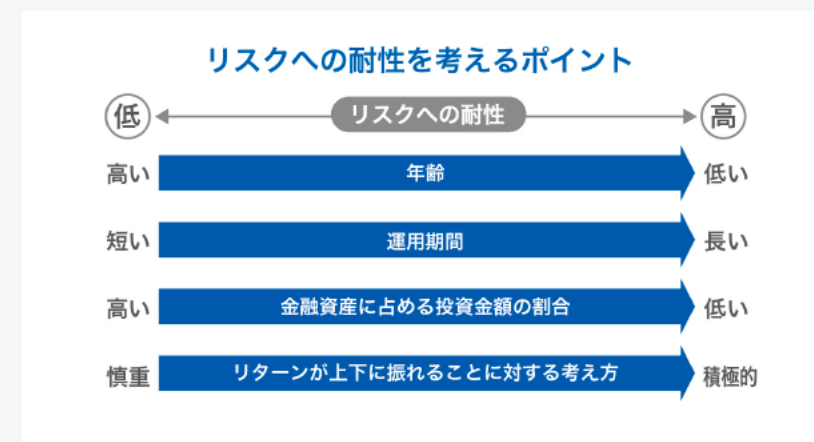 リスクへの耐性を考えるポイント
低 リスクへの耐性 高
高い 年齢 低い
短い 運用期間 長い
高い 金融資産に占める投資金額の割合 低い
慎重 リターンが上下に振れることに対する考え方 積極的